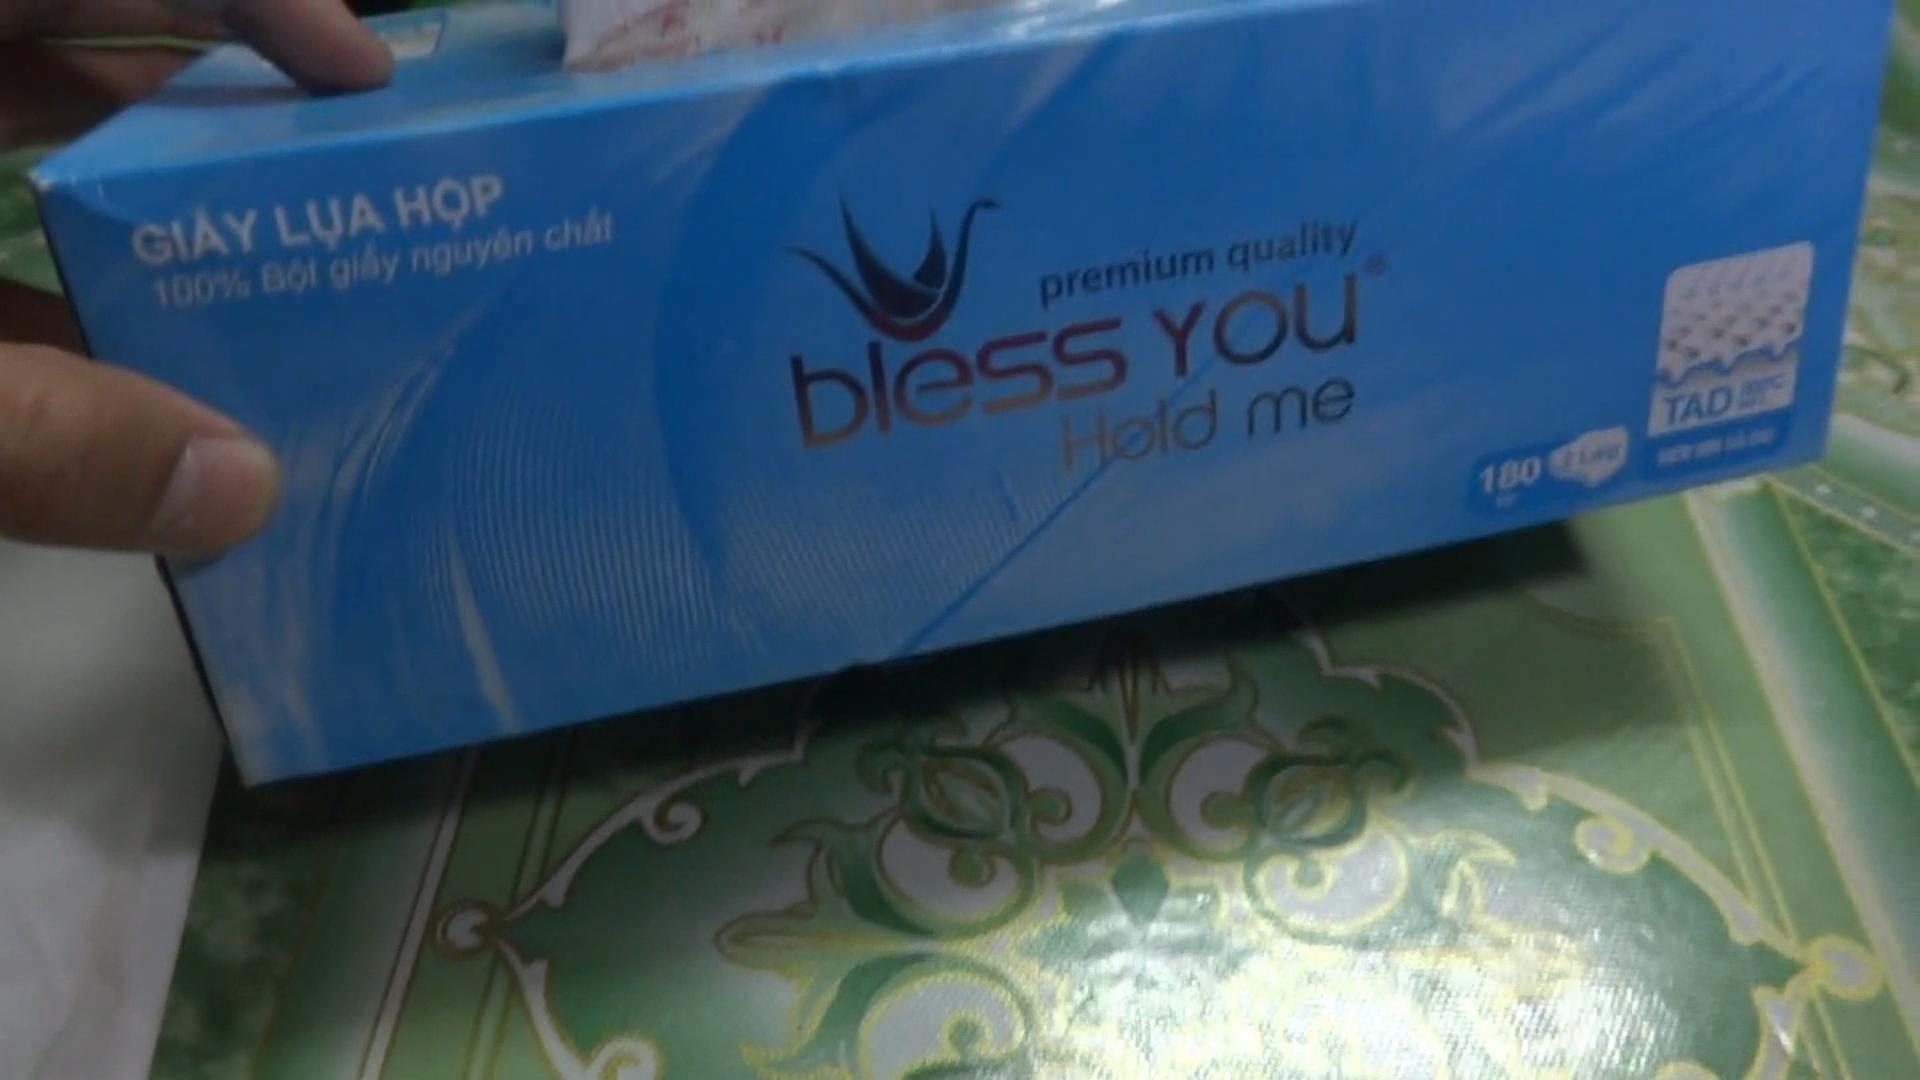 GIẤY LỤA HỘP
100% Bột giấy nguyên chất
premium quality
bless you®
Hold me
180
TAD